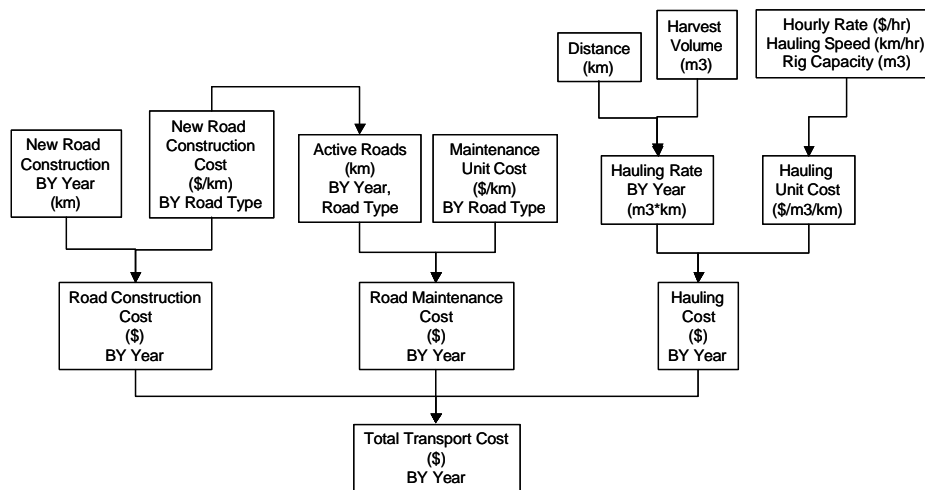 Distance
(km)
Harvest
Volume
(m3)
Hourly Rate ($/hr)
Hauling Speed (km/hr)
Rig Capacity (m3)
New Road
Construction
BY Year
(km)
New Road
Construction
Cost
($/km)
BY Road Type
Active Roads
(km)
BY Year,
Road Type
Maintenance
Unit Cost
($/km)
BY Road Type
Hauling Rate
BY Year
(m3*km)
Hauling
Unit Cost
($/m3/km)
Road Construction
Cost
($)
BY Year
Road Maintenance
Cost
($)
BY Year
Hauling
Cost
($)
BY Year
Total Transport Cost
($)
BY Year